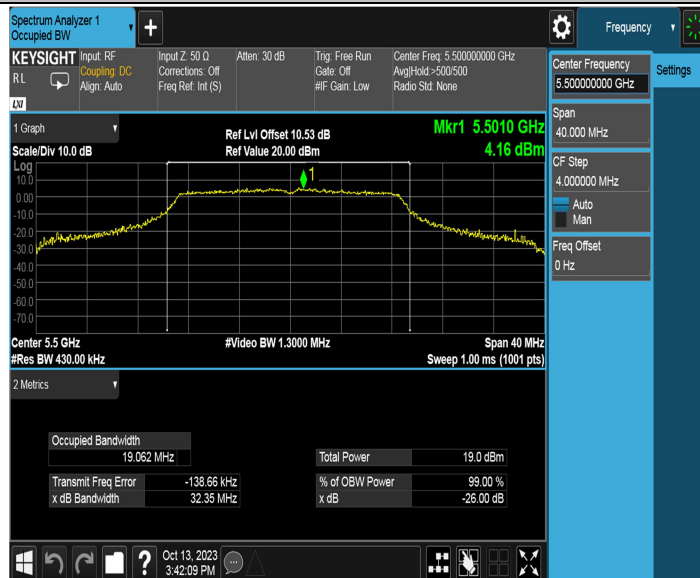 Spectrum Analyzer 1
Occupied BW
+
Frequency
KEYSIGHT
RL
LXI
Input: RF
Coupling: DC
Align: Auto
Input Z: 50 Ω
Corrections: Off
Freq Ref: Int (S)
Atten: 30 dB
Trig: Free Run
Gate: Off
#IF Gain: Low
Center Freq: 5.500000000 GHz
Avg|Hold:>500/500
Radio Std: None
Center Frequency
5.500000000 GHz
Settings
Span
40.000 MHz
CF Step
4.000000 MHz
Auto
Man
Freq Offset
0 Hz
1 Graph
Scale/Div 10.0 dB
Ref Lvl Offset 10.53 dB
Ref Value 20.00 dBm
Mkr1 5.5010 GHz
4.16 dBm
Log
10.0
0.00
-10.0
-20.0
-30.0
-40.0
-50.0
-60.0
-70.0
1
Center 5.5 GHz
#Video BW 1.3000 MHz
Span 40 MHz
#Res BW 430.00 kHz
Sweep 1.00 ms (1001 pts)
2 Metrics
Occupied Bandwidth
19.062 MHz
Total Power 19.0 dBm
Transmit Freq Error -138.66 kHz
% of OBW Power 99.00 %
x dB Bandwidth 32.35 MHz
x dB -26.00 dB
?
Oct 13, 2023
3:42:09 PM